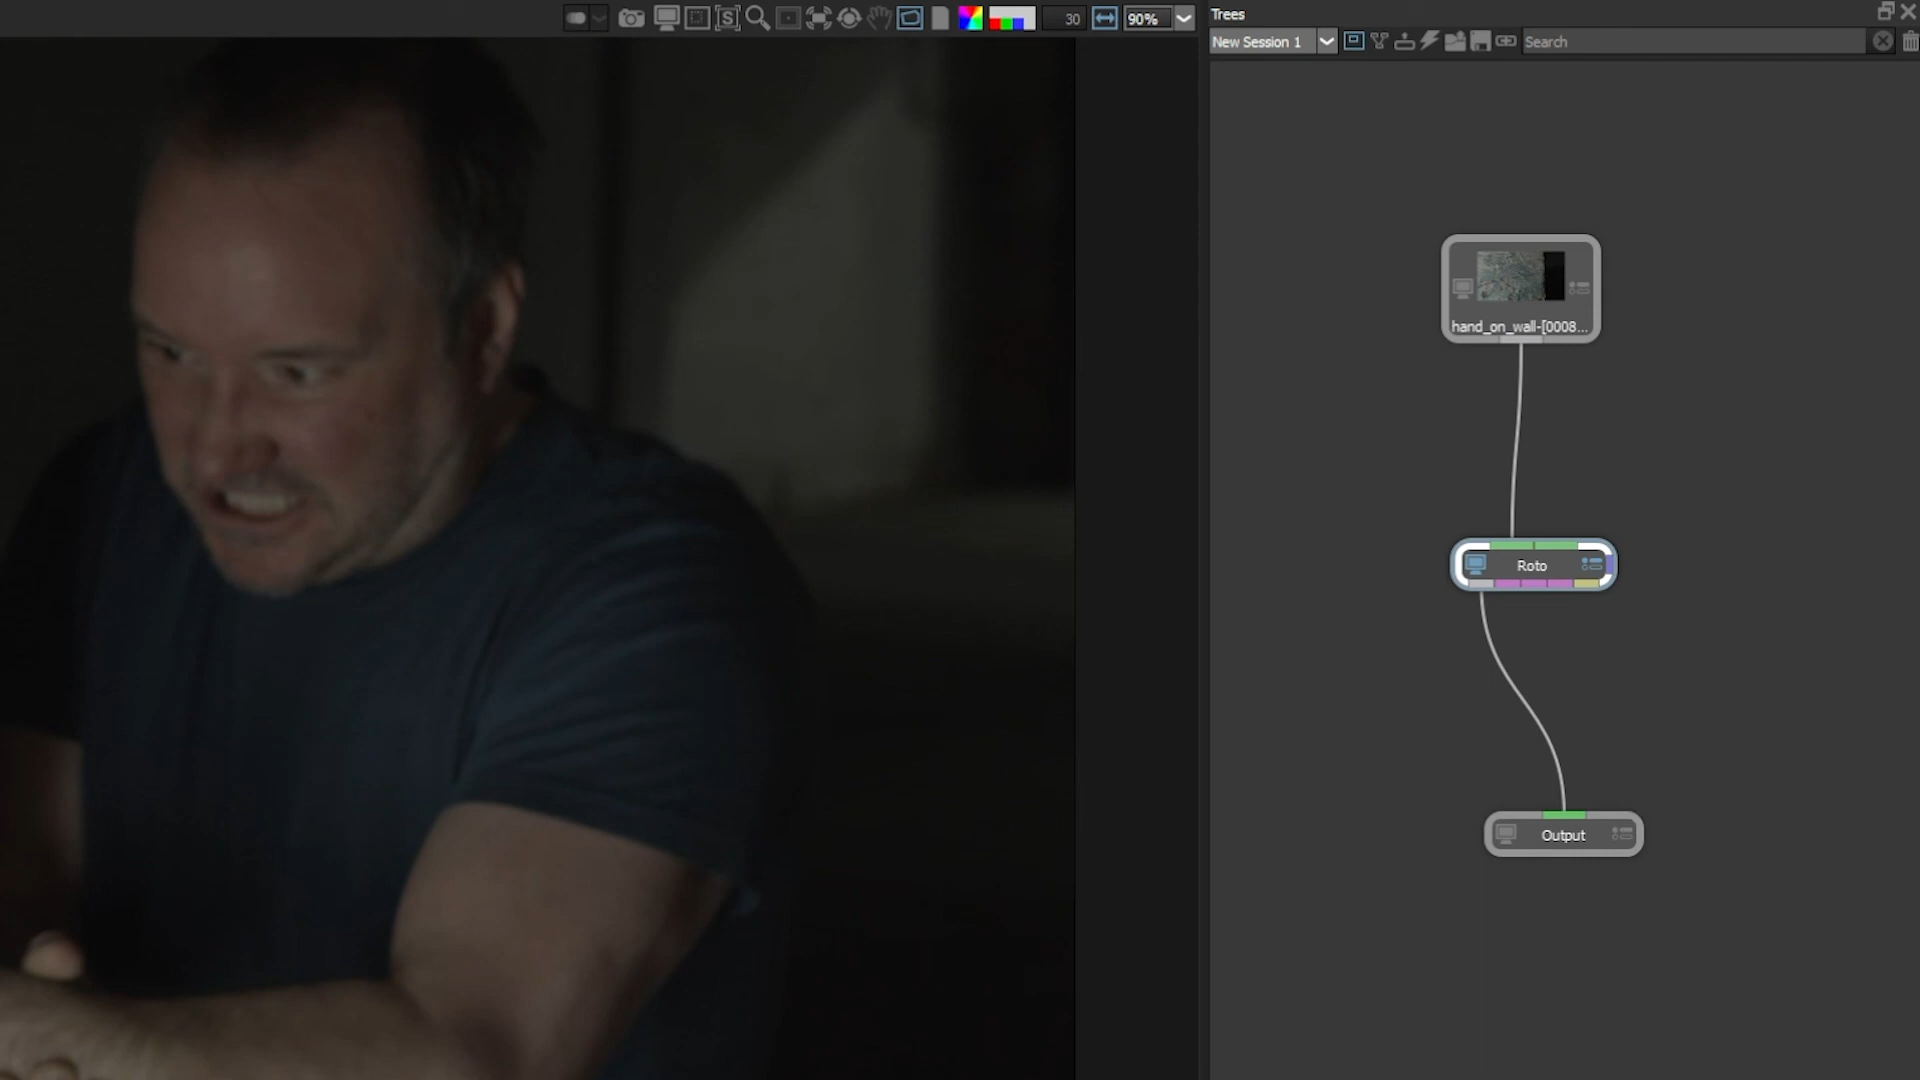 30
90%
Trees
New Session 1
Search
S
hand_on_wall-[0008...
Roto
Output